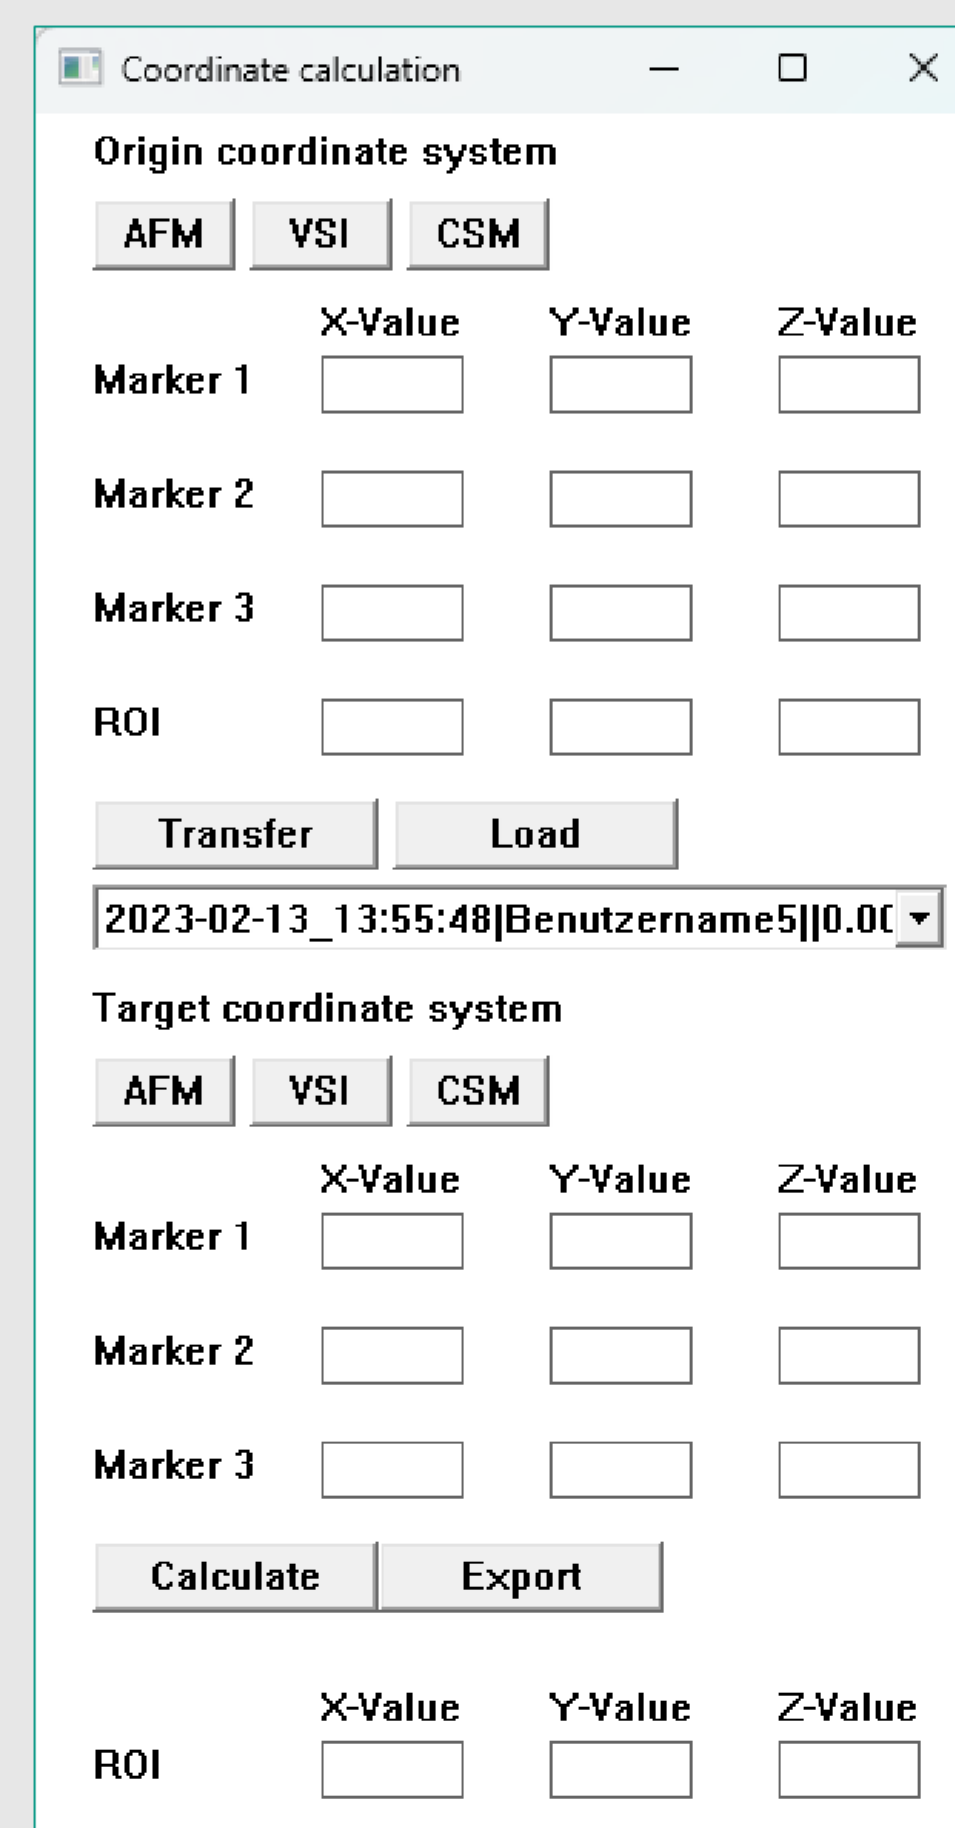 Coordinate calculation
Origin coordinate system
AFM VSI CSM
X-Value Y-Value Z-Value
Marker 1
Marker 2
Marker 3
ROI
Transfer Load
2023-02-13_13:55:48|Benutzername5||0.00
Target coordinate system
AFM VSI CSM
X-Value Y-Value Z-Value
Marker 1
Marker 2
Marker 3
Calculate Export
X-Value Y-Value Z-Value
ROI